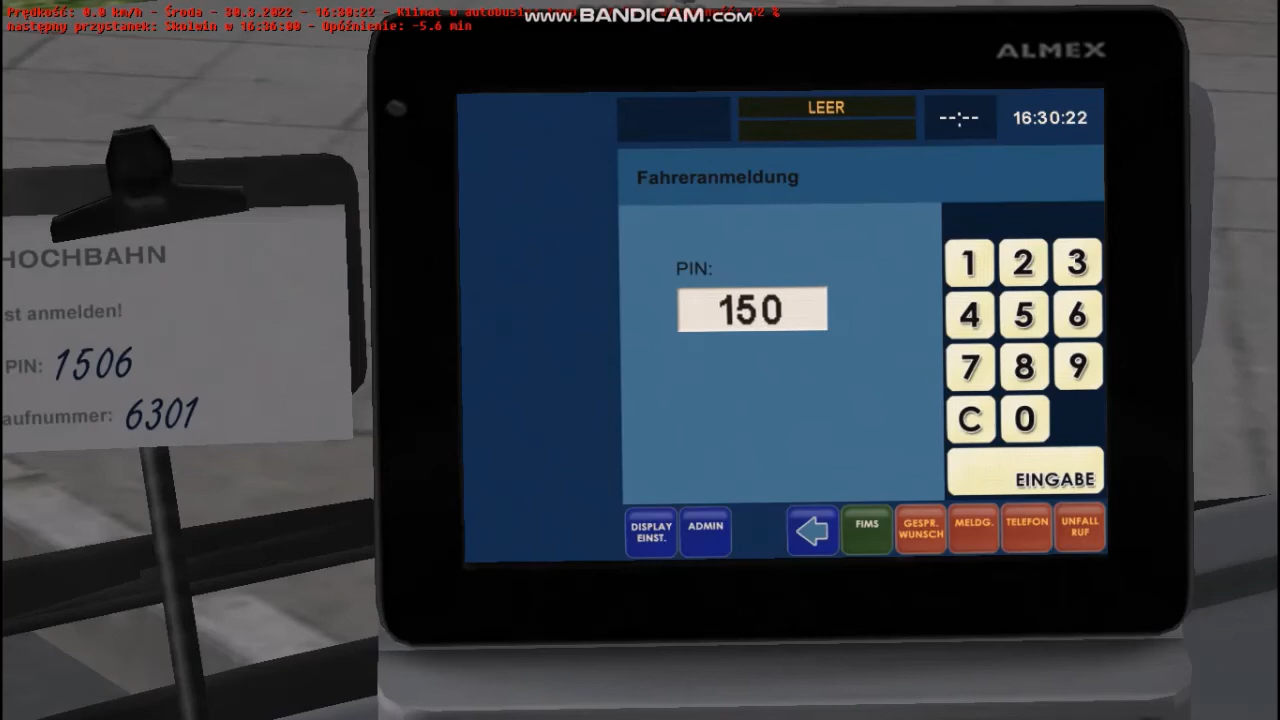 Prędkość: 0.0 km/h - Środa - 30.3.2022 - 16:30:22 - Klimat w autobusie
62 %
następny przystanek: Skolwin w 16:36:00 - Opóźnienie: -5.6 min
www.BANDICAM.com
ALMEX
LEER
--:--
16:30:22
Fahreranmeldung
PIN:
150
1 2 3
4 5 6
7 8 9
C 0
EINGABE
DISPLAY EINST.
ADMIN
FIMS
GESPR. WUNSCH
MELDG.
TELEFON
UNFALL RUF
HOCHBAHN
st anmelden!
PIN: 1506
aufnummer: 6301